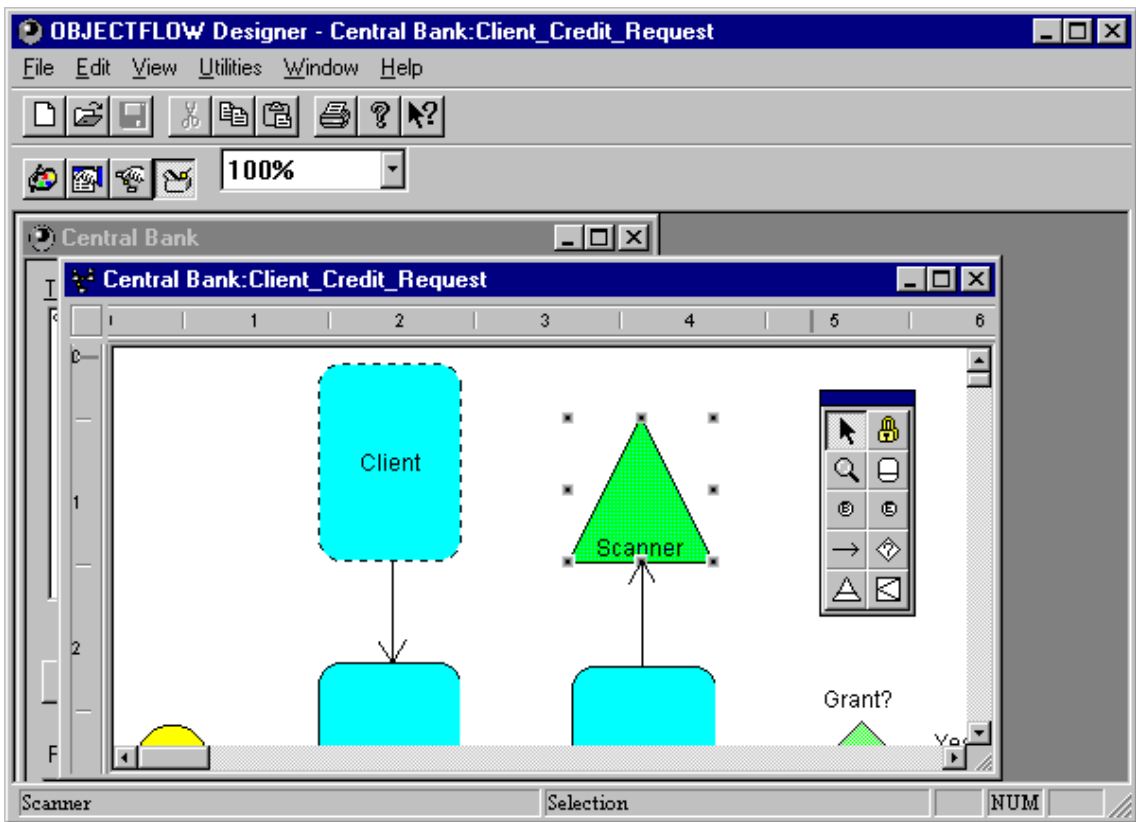 OBJECTFLOW Designer - Central Bank:Client_Credit_Request
File Edit View Utilities Window Help
100%
Central Bank
T
Central Bank:Client_Credit_Request
1 2 3 4 5 6
0
Client
1
Scanner
2
Grant?
Yes
F
Scanner Selection NUM